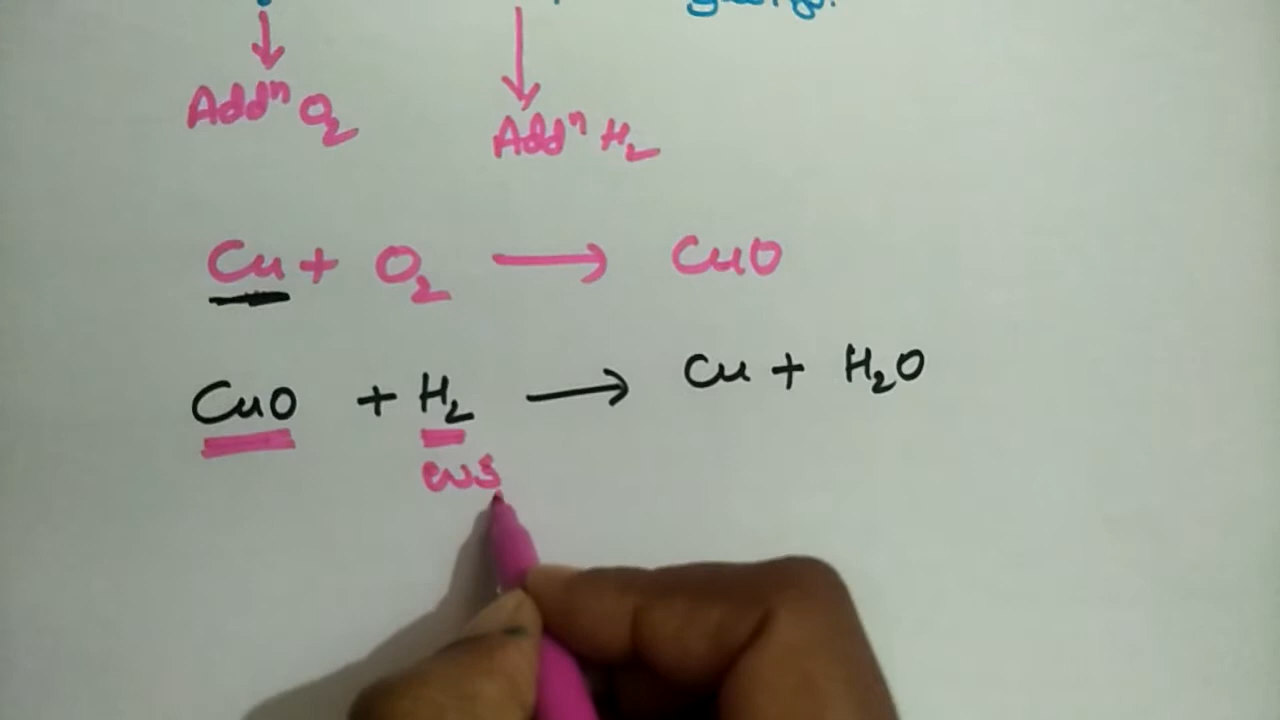 Addⁿ O₂
Addⁿ H₂
Cu + O₂ → CuO
CuO + H₂ → Cu + H₂O